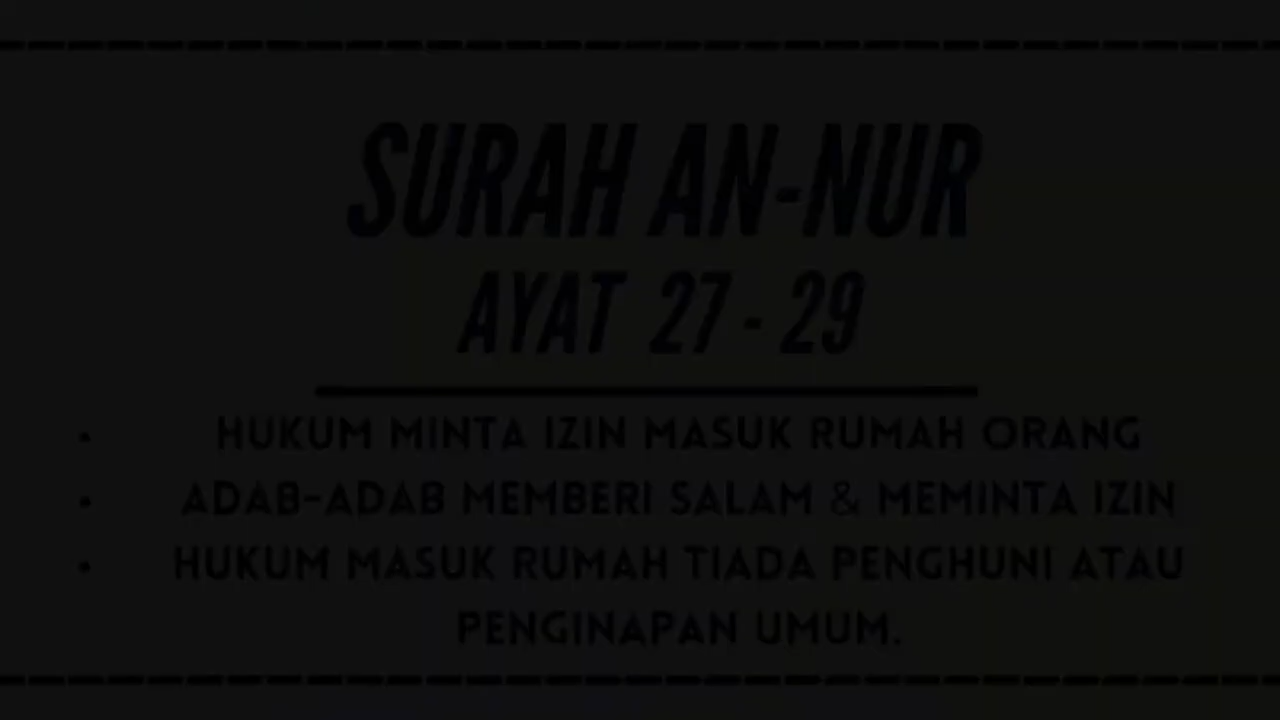 SURAH AN-NUR
AYAT 27 - 29
• HUKUM MINTA IZIN MASUK RUMAH ORANG
• ADAB-ADAB MEMBERI SALAM & MEMINTA IZIN
• HUKUM MASUK RUMAH TIADA PENGHUNI ATAU
PENGINAPAN UMUM.